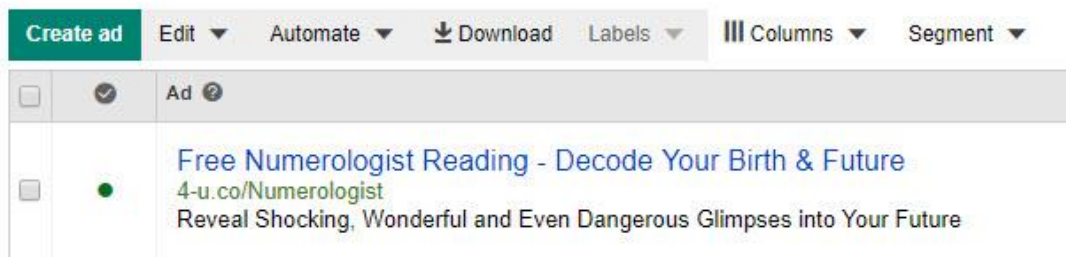 Create ad Edit Automate Download Labels Columns Segment
Ad
Free Numerologist Reading - Decode Your Birth & Future
4-u.co/Numerologist
Reveal Shocking, Wonderful and Even Dangerous Glimpses into Your Future